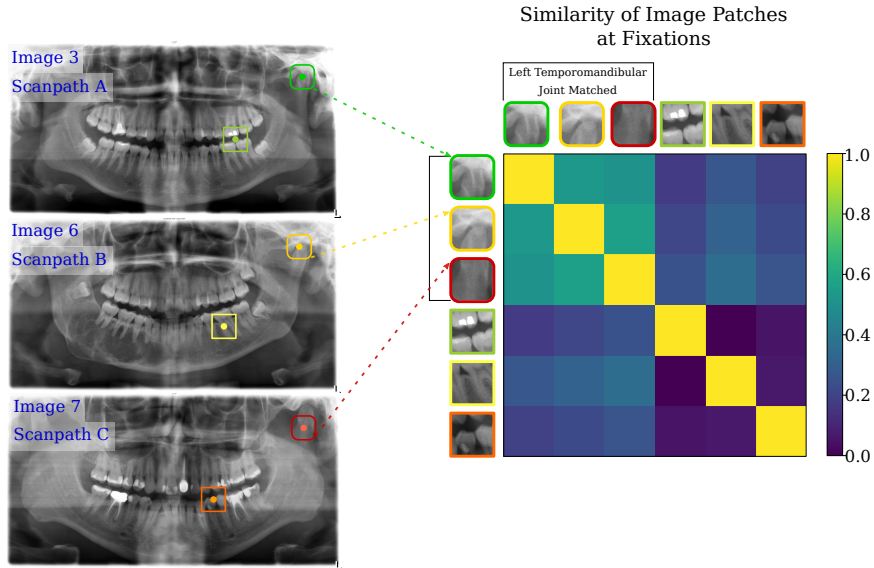 Similarity of Image Patches
at Fixations
Image 3
Scanpath A
Left Temporomandibular
Joint Matched
Image 6
Scanpath B
Image 7
Scanpath C
1.0
0.8
0.6
0.4
0.2
0.0